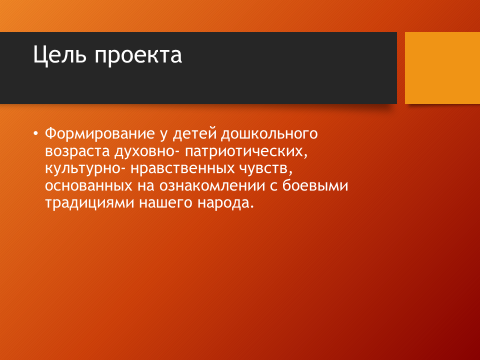 Цель проекта
• Формирование у детей дошкольного
возраста духовно- патриотических,
культурно- нравственных чувств,
основанных на ознакомлении с боевыми
традициями нашего народа.